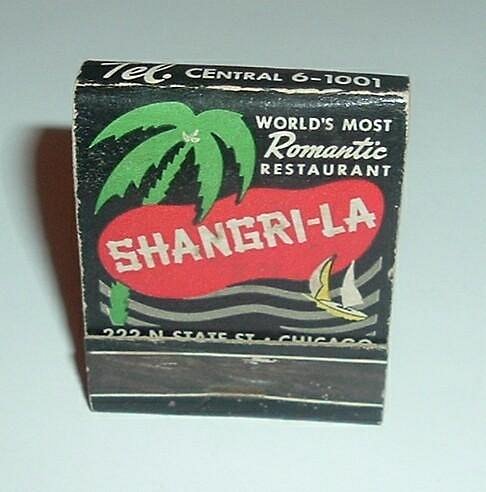 Tel. CENTRAL 6-1001
WORLD'S MOST
Romantic
RESTAURANT
SHANGRI-LA
222 N STATE ST • CHICAGO